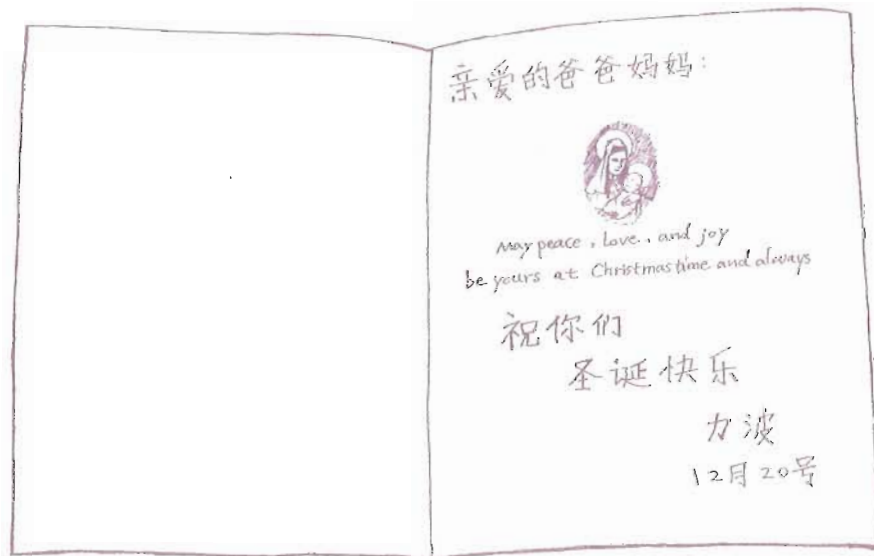 亲爱的爸爸妈妈:
May peace, love, and joy
be yours at Christmastime and always
祝你们
圣诞快乐
力波
12月20号